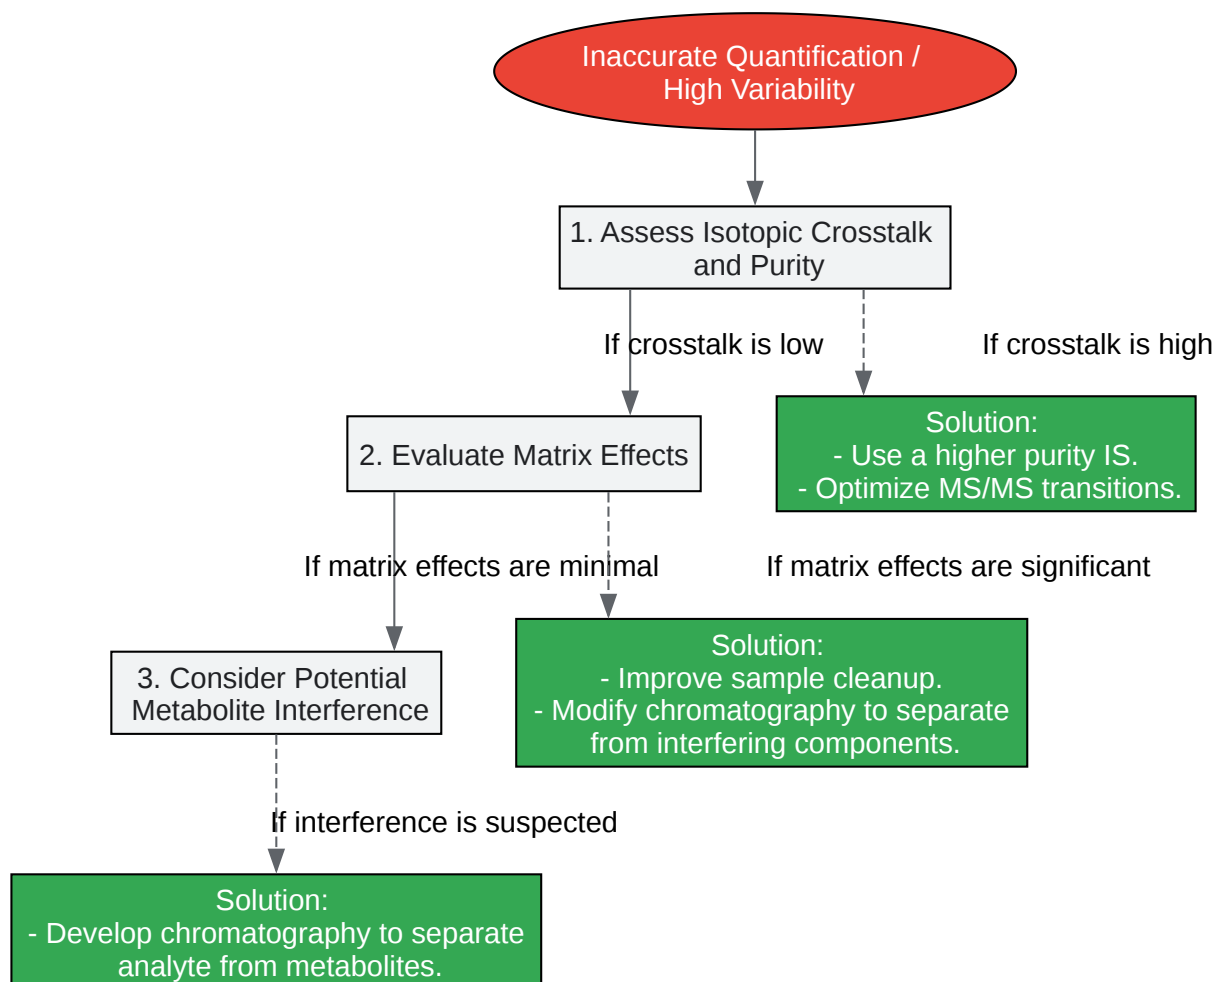 Inaccurate Quantification /
High Variability
1. Assess Isotopic Crosstalk
and Purity
If crosstalk is low
If crosstalk is high
Solution:
- Use a higher purity IS.
- Optimize MS/MS transitions.
2. Evaluate Matrix Effects
If matrix effects are minimal
If matrix effects are significant
Solution:
- Improve sample cleanup.
- Modify chromatography to separate
from interfering components.
3. Consider Potential
Metabolite Interference
If interference is suspected
Solution:
- Develop chromatography to separate
analyte from metabolites.